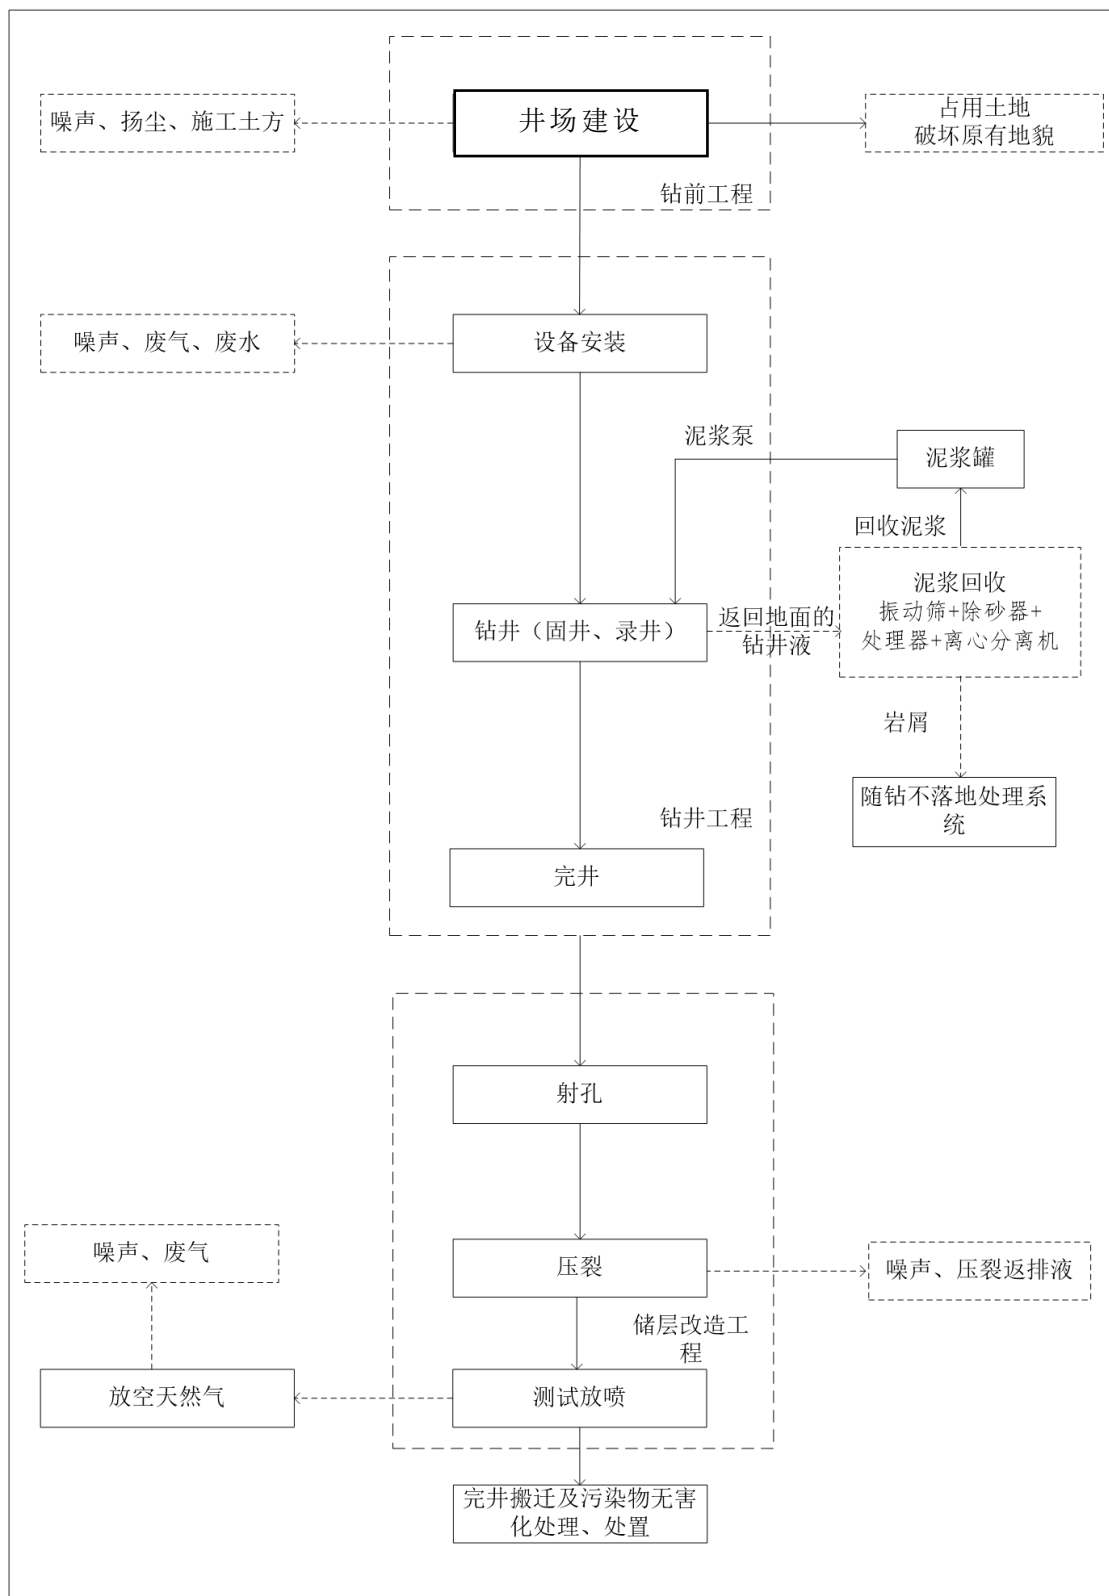 井场建设
噪声、扬尘、施工土方
占用土地
破坏原有地貌
钻前工程
设备安装
噪声、废气、废水
泥浆泵
泥浆罐
回收泥浆
泥浆回收
振动筛+除砂器+
处理器+离心分离机
钻井（固井、录井）
返回地面的
钻井液
岩屑
随钻不落地处理系
统
钻井工程
完井
射孔
噪声、废气
压裂
噪声、压裂返排液
储层改造工
程
放空天然气
测试放喷
完井搬迁及污染物无害
化处理、处置